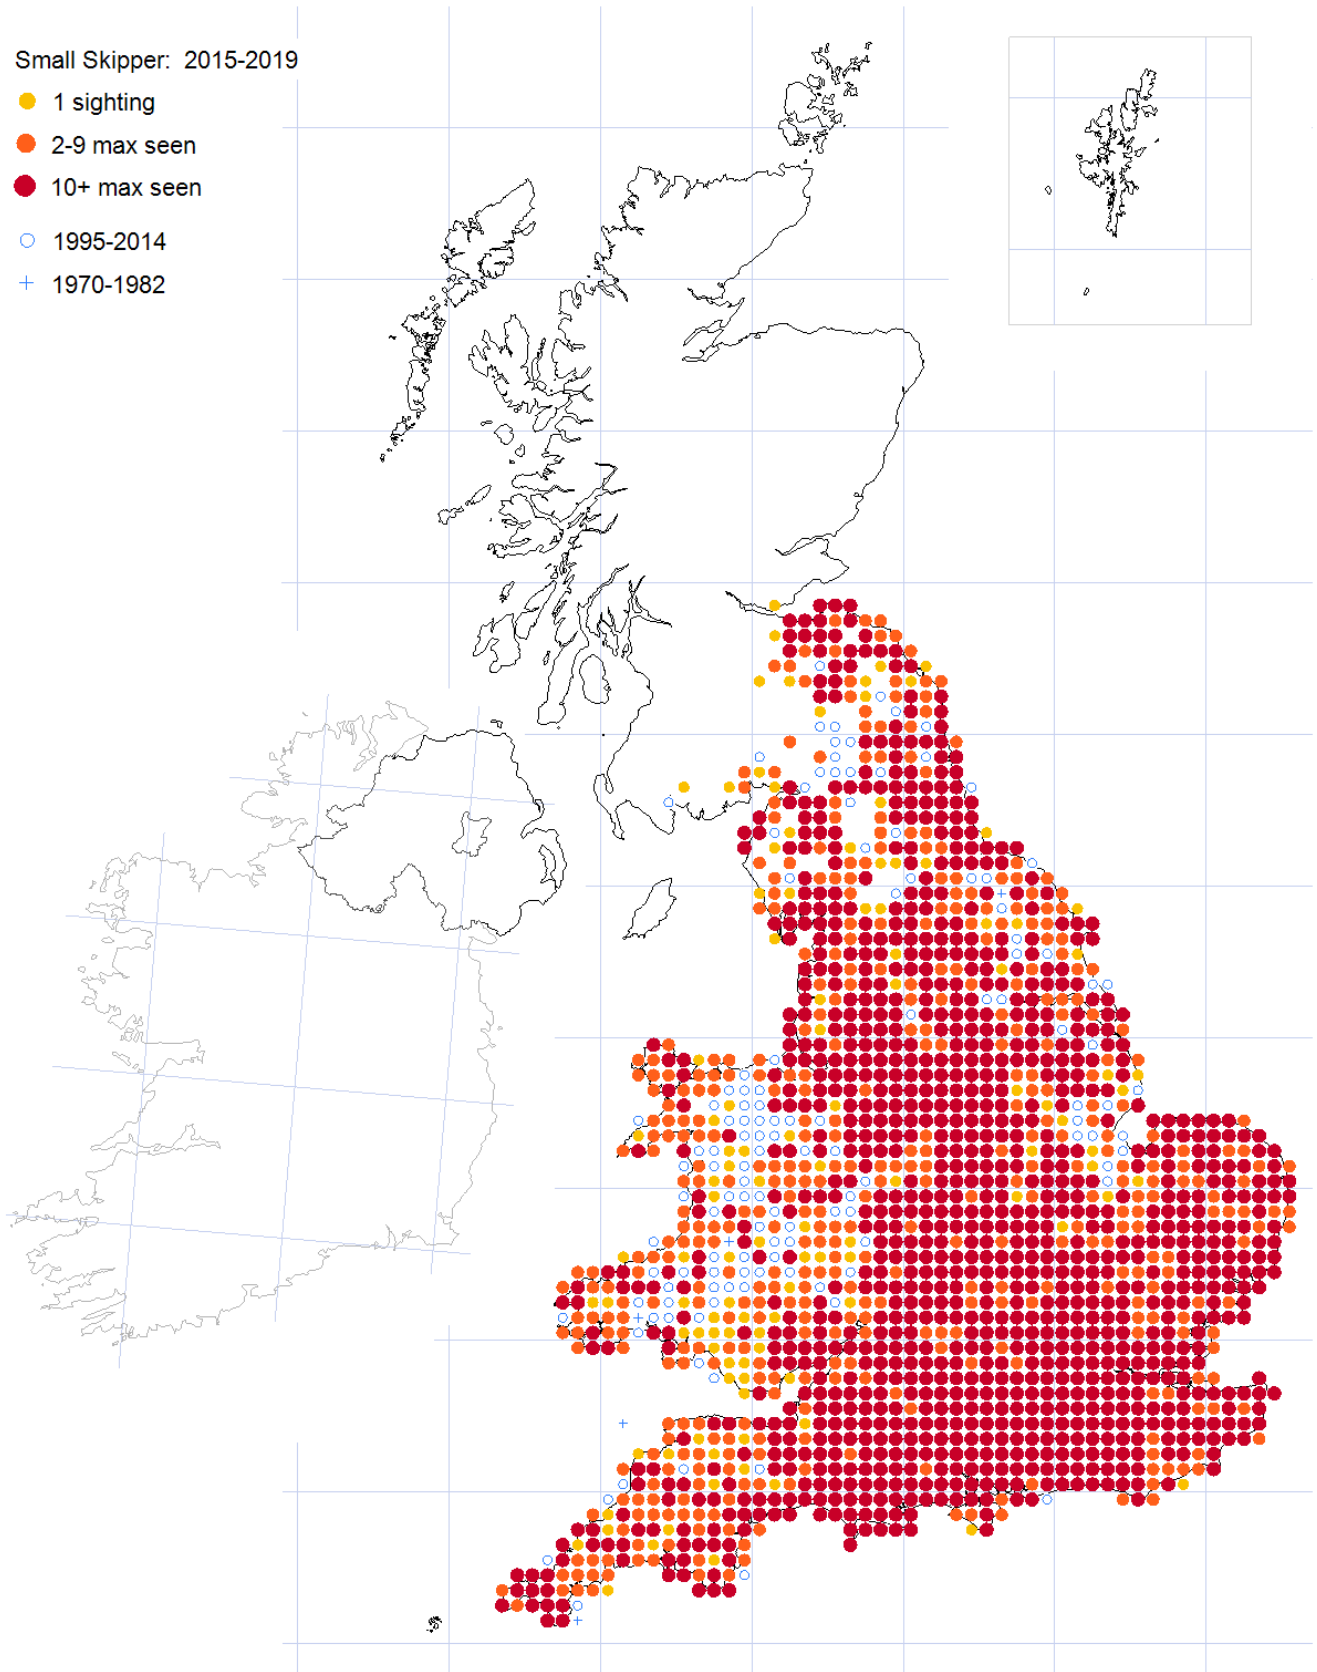 Small Skipper: 2015-2019
1 sighting
2-9 max seen
10+ max seen
1995-2014
1970-1982